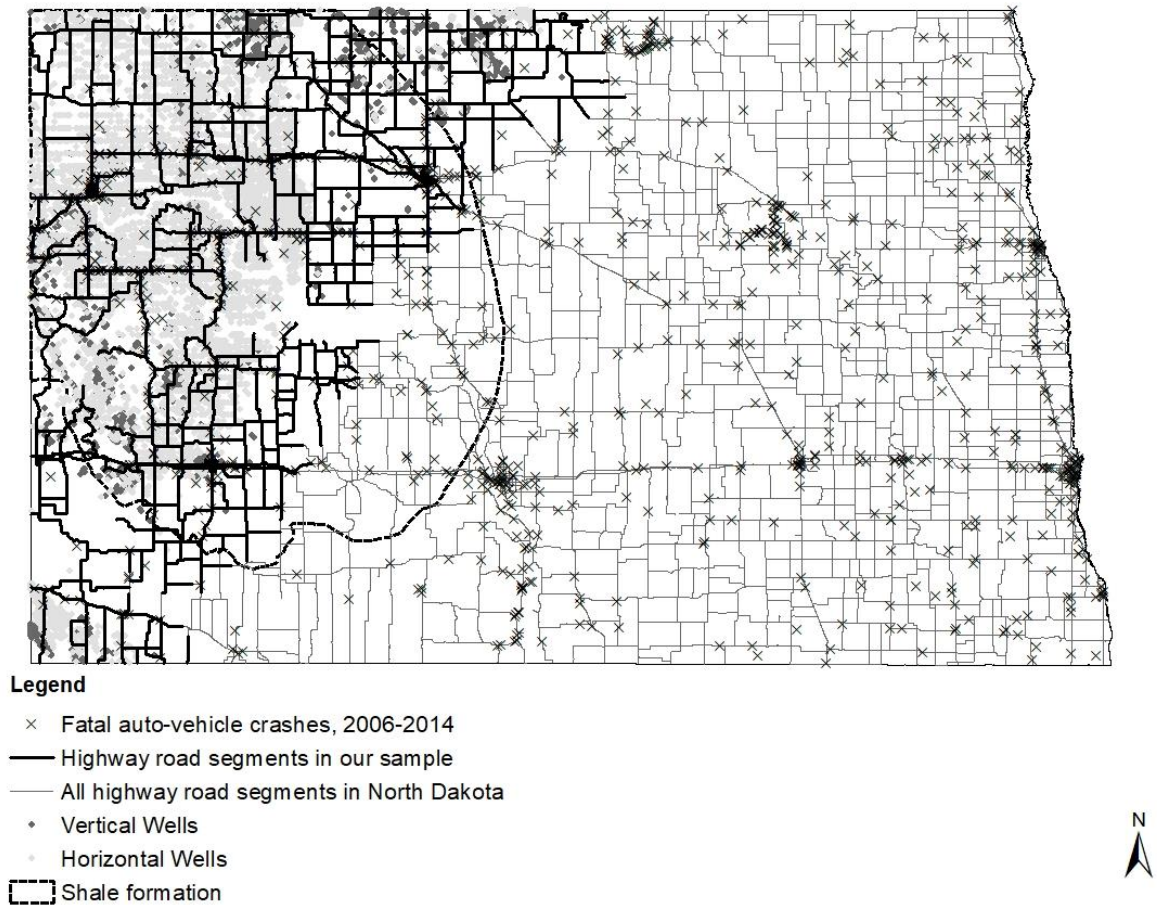 Legend
Fatal auto-vehicle crashes, 2006-2014
Highway road segments in our sample
All highway road segments in North Dakota
Vertical Wells
Horizontal Wells
Shale formation
N